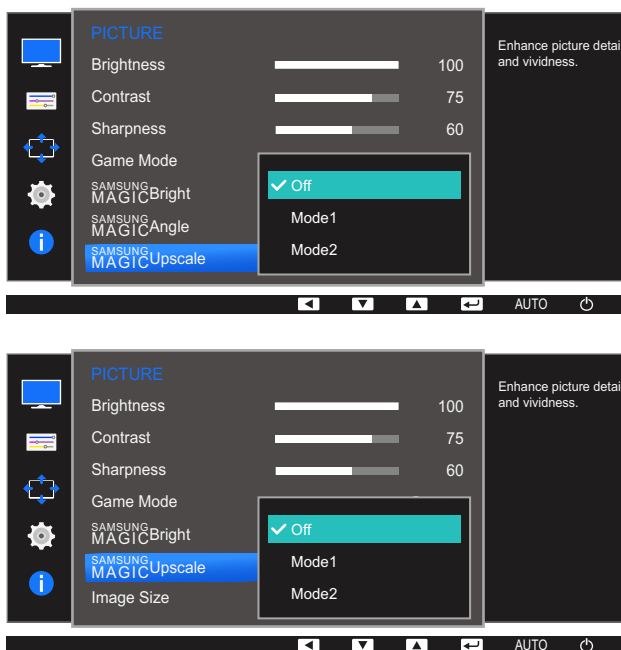 PICTURE
Enhance picture detai
and vividness.
Brightness 100
Contrast 75
Sharpness 60
Game Mode
SAMSUNG
MAGICBright
Off
SAMSUNG
MAGICAngle
Mode1
SAMSUNG
MAGICUpscale
Mode2
AUTO
PICTURE
Enhance picture detai
and vividness.
Brightness 100
Contrast 75
Sharpness 60
Game Mode
SAMSUNG
MAGICBright
Off
SAMSUNG
MAGICUpscale
Mode1
Image Size
Mode2
AUTO